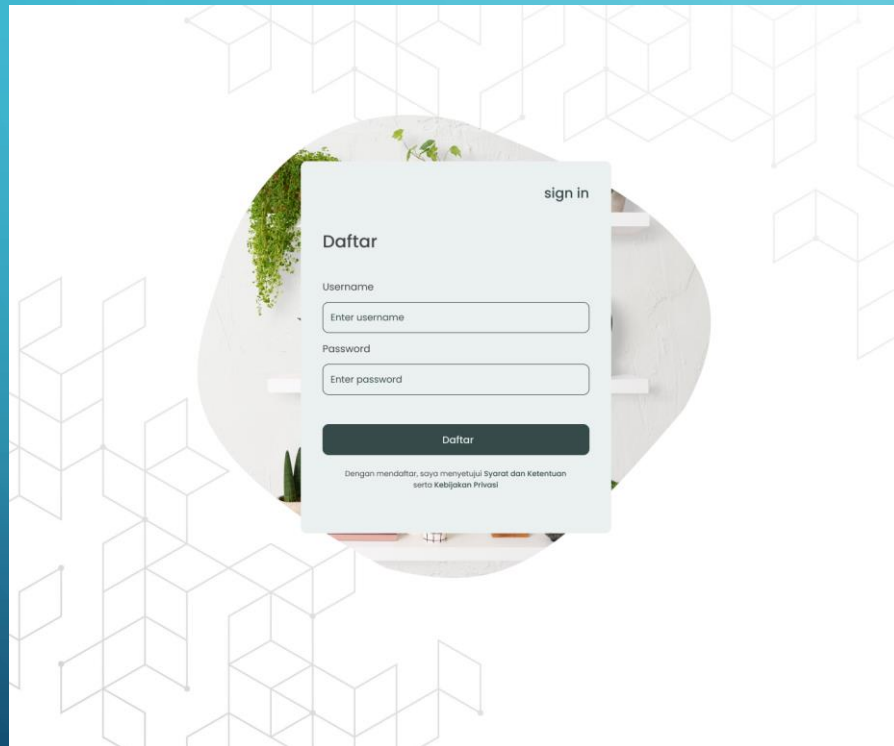 sign in
Daftar
Username
Enter username
Password
Enter password
Daftar
Dengan mendaftar, saya menyetujui Syarat dan Ketentuan
serta Kebijakan Privasi